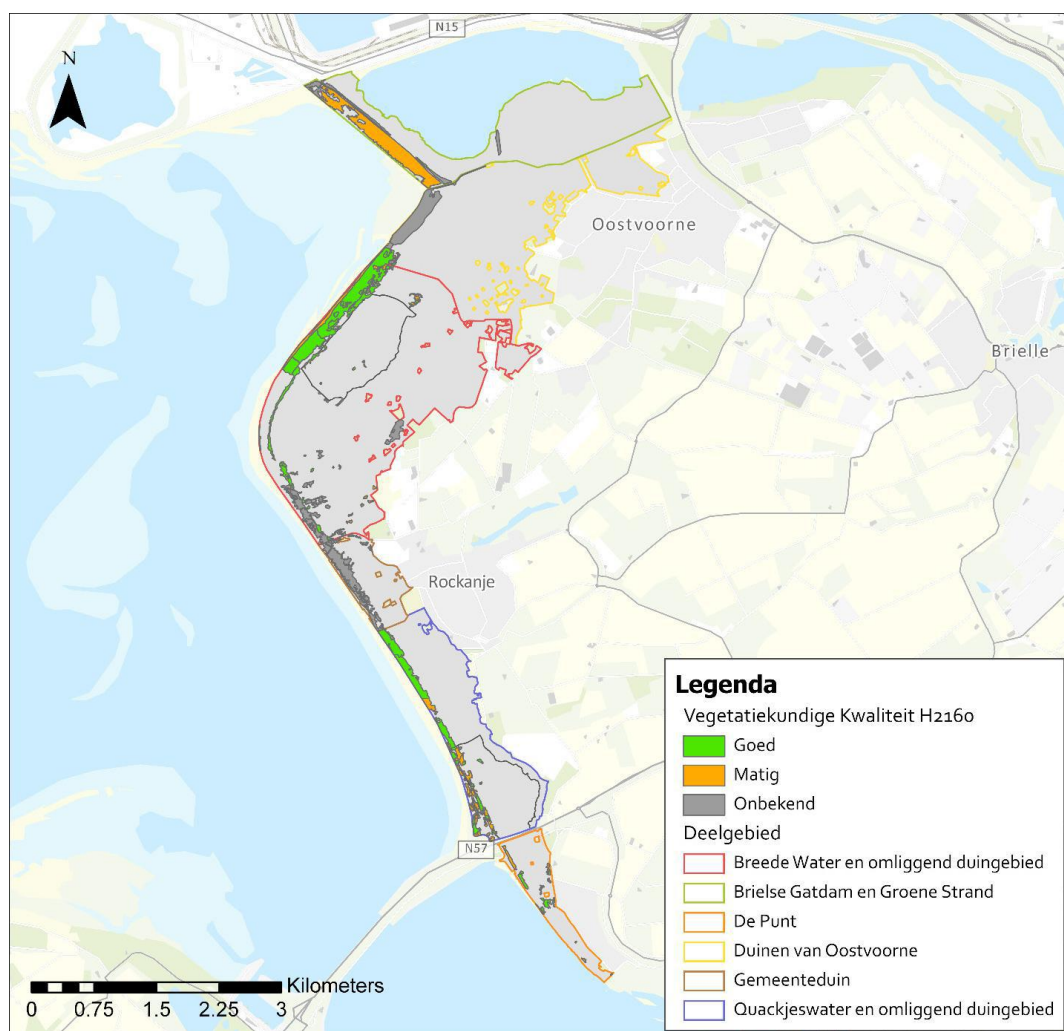 N15
N
Oostvoorne
Brielle
Rockanje
N57
Legenda
Vegetatiekundige Kwaliteit H2160
Goed
Matig
Onbekend
Deelgebied
Breede Water en omliggend duingebied
Brielse Gatdam en Groene Strand
De Punt
Duinen van Oostvoorne
Gemeenteduin
Quackjeswater en omliggend duingebied
Kilometers
0 0.75 1.5 2.25 3